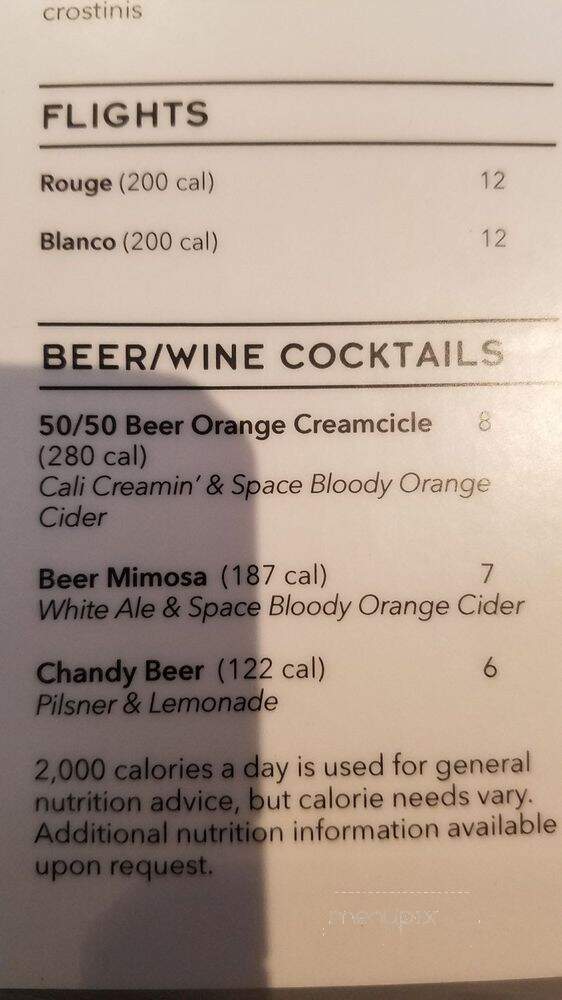 crostinis
FLIGHTS
Rouge (200 cal) 12
Blanco (200 cal) 12
BEER/WINE COCKTAILS
50/50 Beer Orange Creamcicle 8
(280 cal)
Cali Creamin' & Space Bloody Orange
Cider
Beer Mimosa (187 cal) 7
White Ale & Space Bloody Orange Cider
Chandy Beer (122 cal) 6
Pilsner & Lemonade
2,000 calories a day is used for general
nutrition advice, but calorie needs vary.
Additional nutrition information available
upon request.
menupix